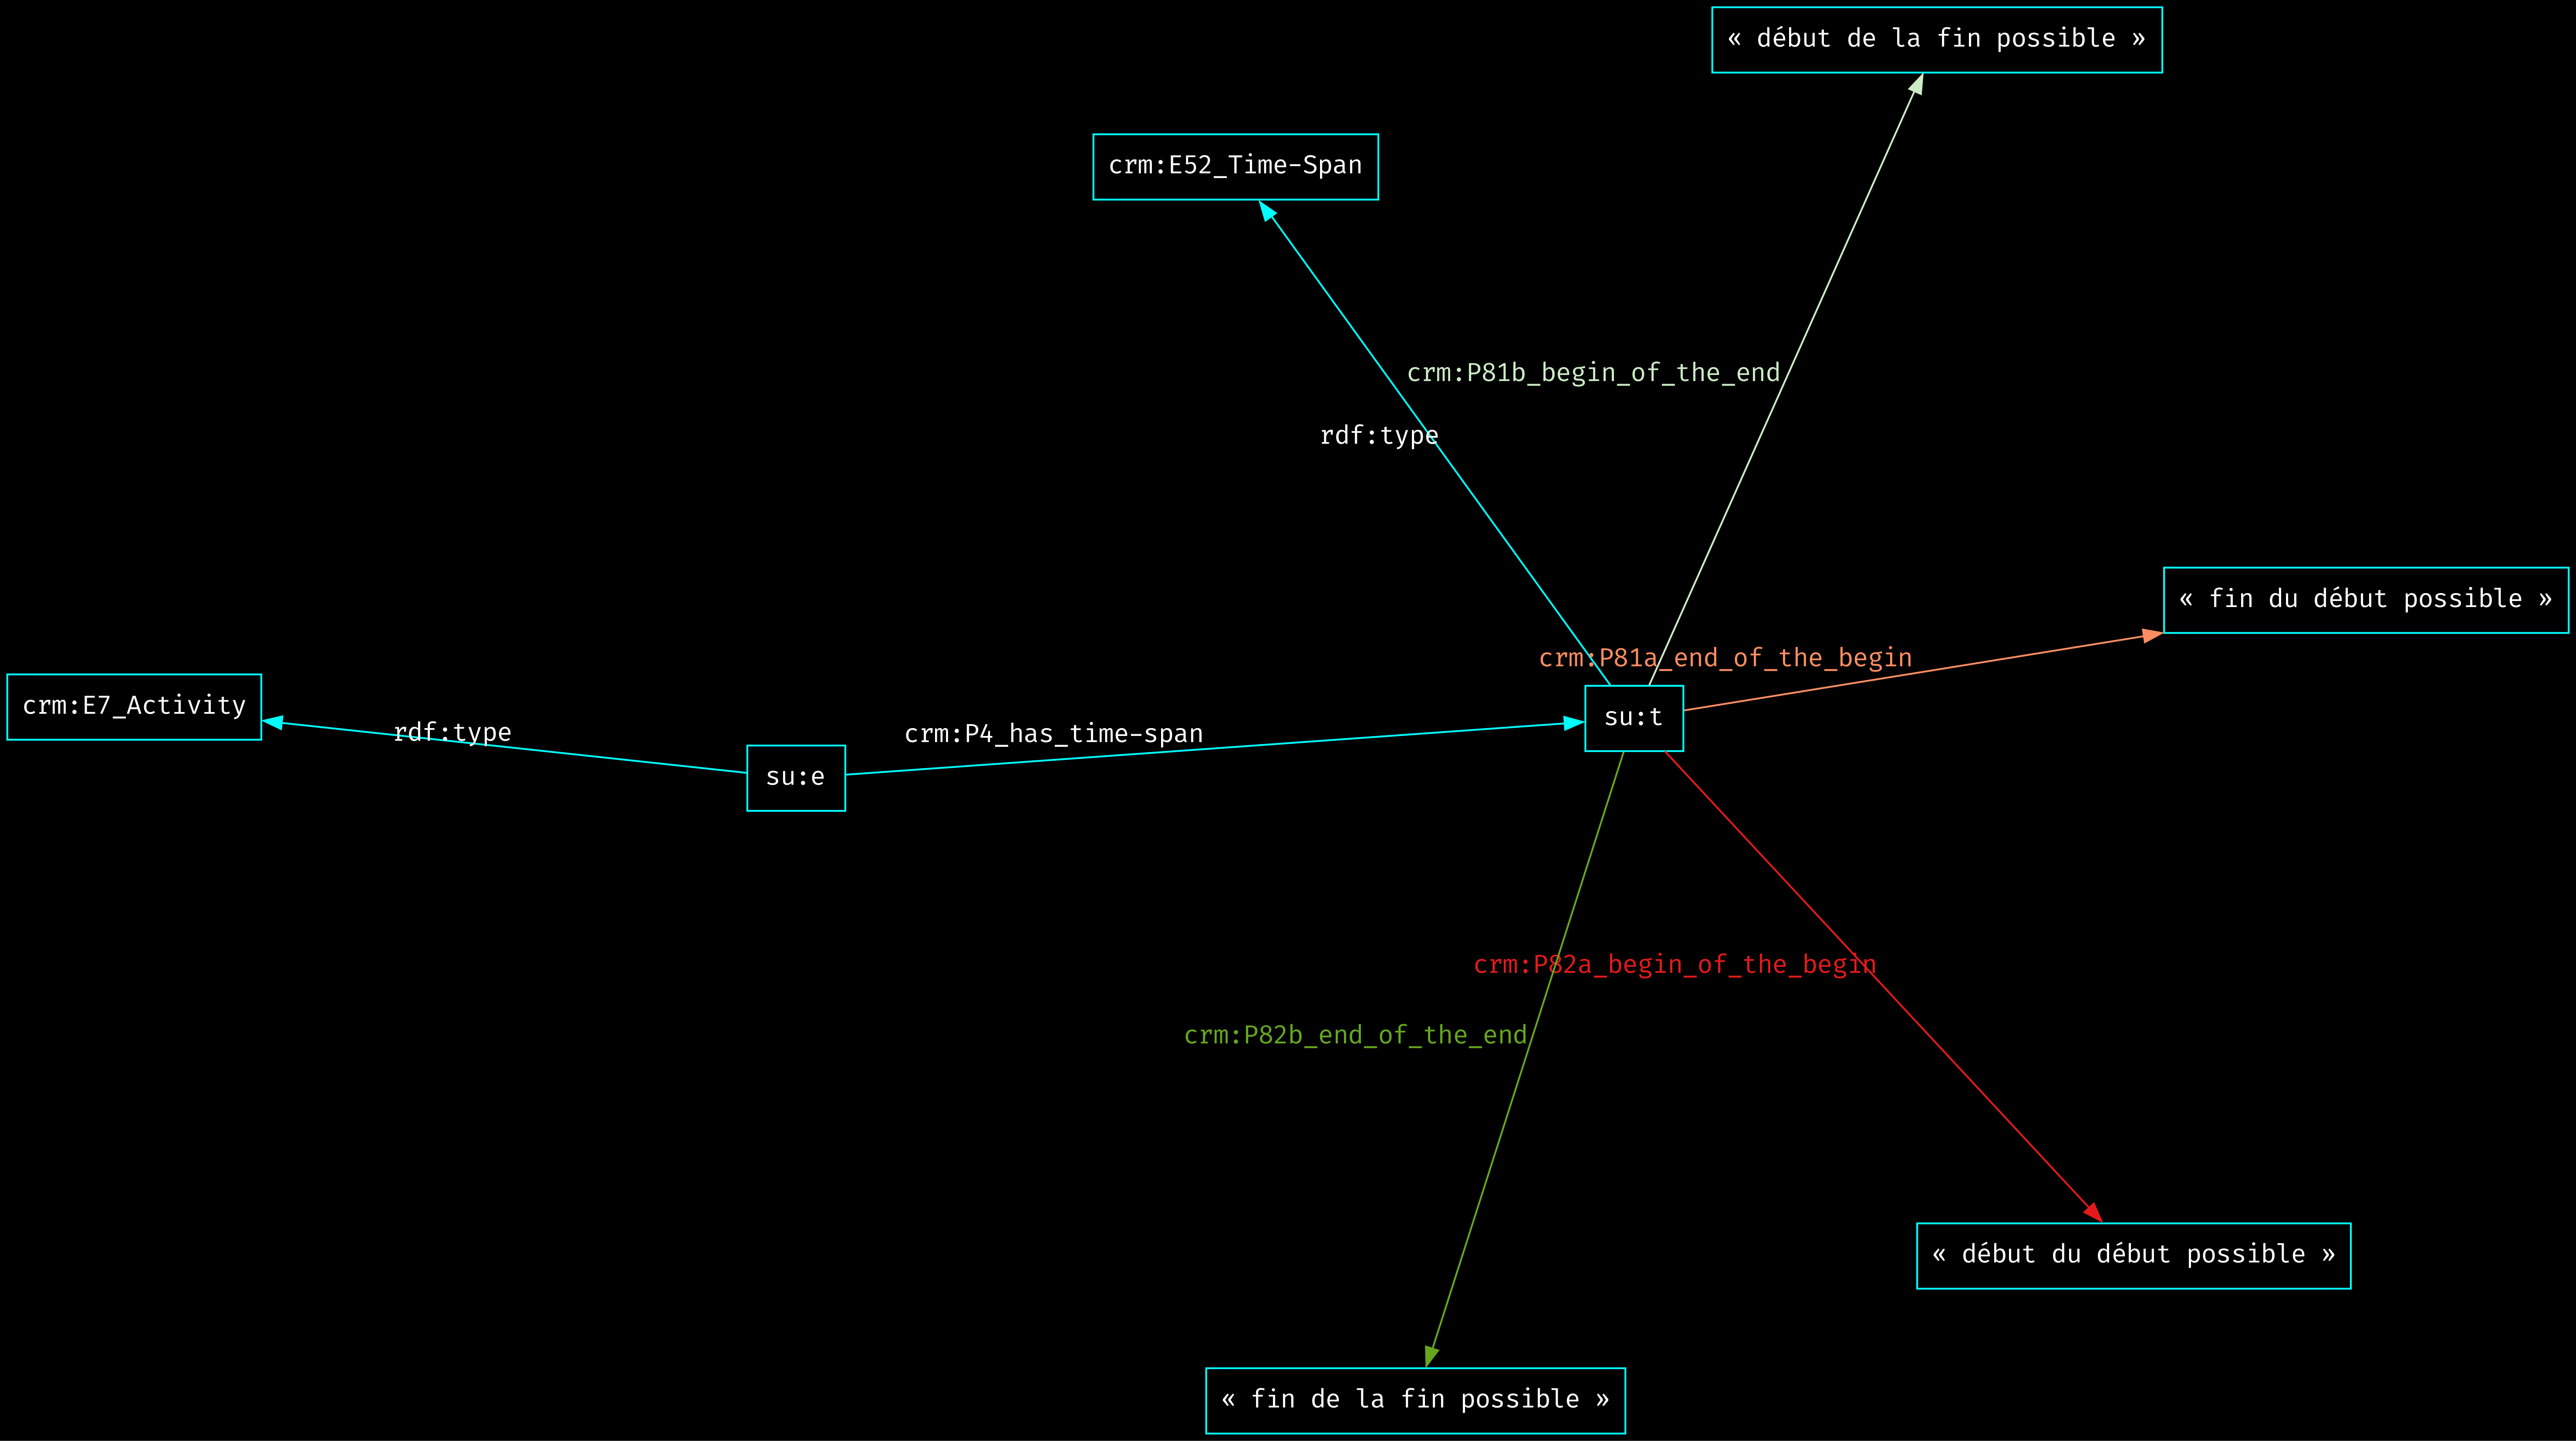 « début de la fin possible »
crm:E52_Time-Span
crm:P81b_begin_of_the_end
rdf:type
« fin du début possible »
crm:P81a_end_of_the_begin
crm:E7_Activity
rdf:type
crm:P4_has_time-span
su:t
su:e
crm:P82a_begin_of_the_begin
crm:P82b_end_of_the_end
« début du début possible »
« fin de la fin possible »